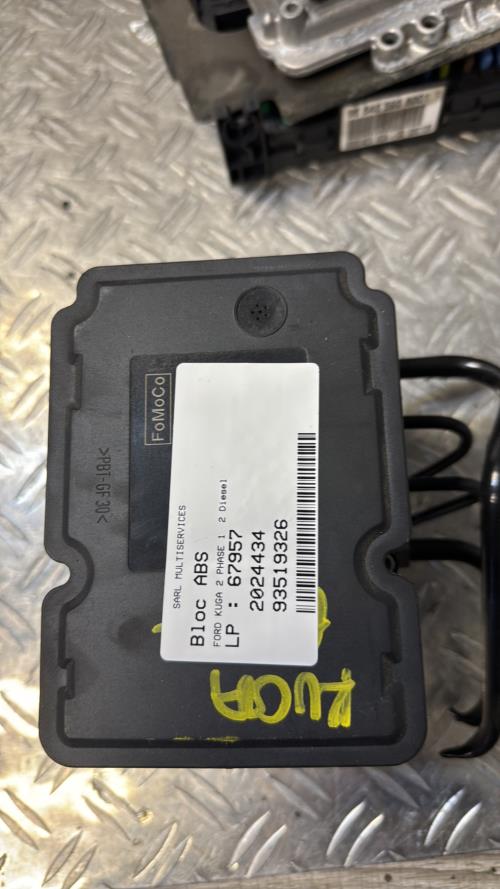 FoMoCo
>PBT-GF30<
SARL MULTISERVICES
Bloc ABS
FORD KUGA 2 PHASE 1 2 Diesel
LP : 67957
2024434
93519326
KUGA